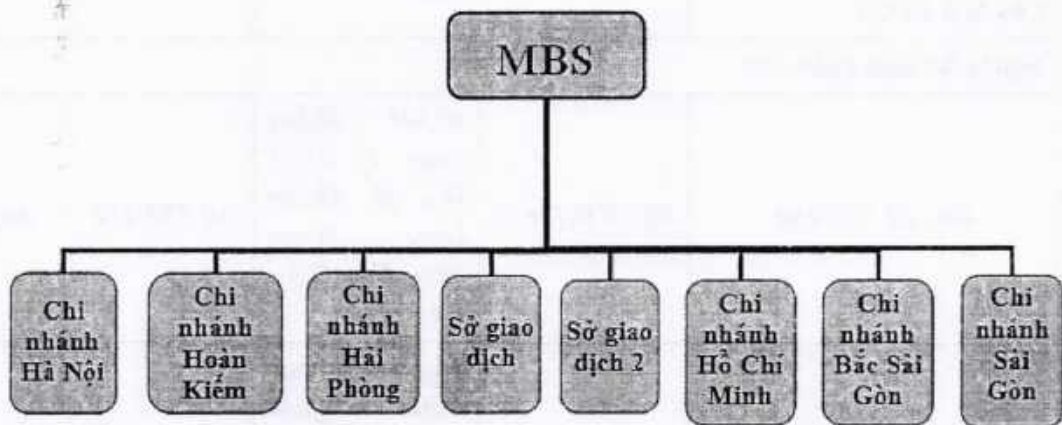 MBS
Chi
nhánh
Hà Nội
Chi
nhánh
Hoàn
Kiếm
Chi
nhánh
Hải
Phòng
Sở giao
dịch
Sở giao
dịch 2
Chi
nhánh
Hồ Chí
Minh
Chi
nhánh
Bắc Sài
Gòn
Chi
nhánh
Sài
Gòn